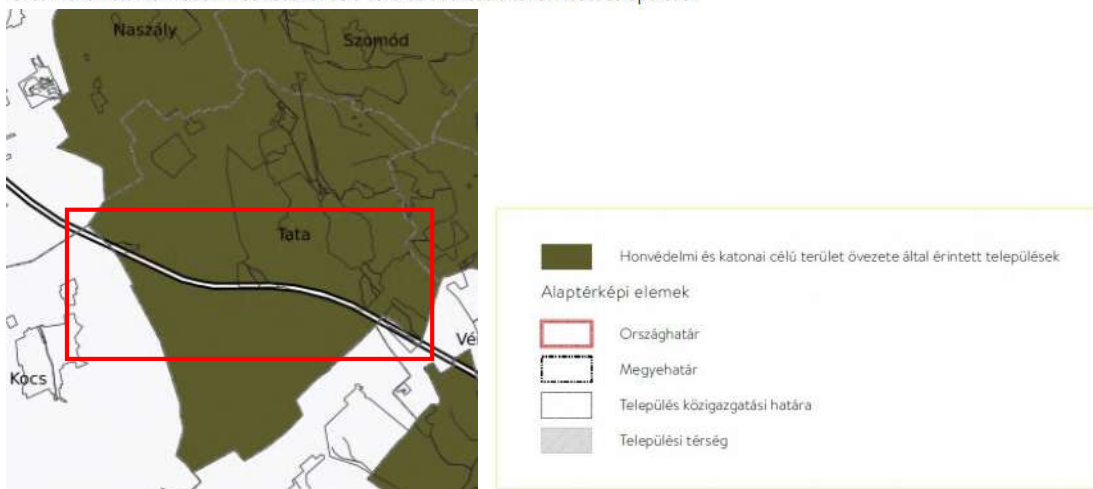 Naszály
Szomód
Tata
Kocs
Vé
Honvédelmi és katonai célú terület övezete által érintett települések
Alaptérképi elemek
Országhatár
Megyehatár
Település közigazgatási határa
Települési térség